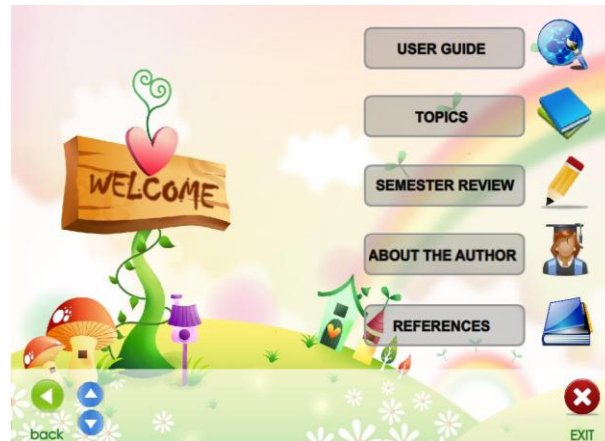 WELCOME
USER GUIDE
TOPICS
SEMESTER REVIEW
ABOUT THE AUTHOR
REFERENCES
back
EXIT